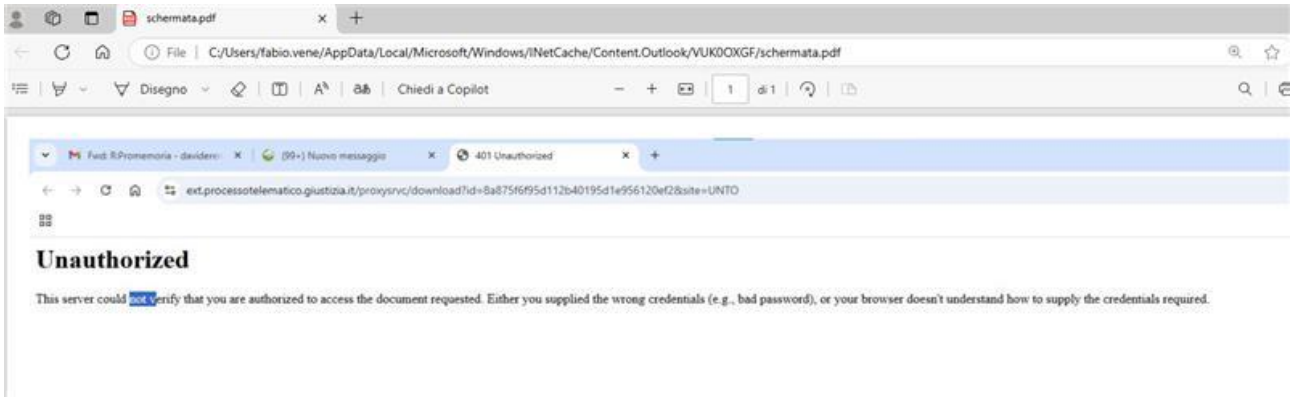 schermata.pdf
File | C:/Users/fabio.vene/AppData/Local/Microsoft/Windows/INetCache/Content.Outlook/VUK0OXGF/schermata.pdf
Disegno | aあ | Chiedi a Copilot 1 di 1
Fwd: R:Promemoria - davidere (99+) Nuovo messaggio 401 Unauthorized
ext.processotelematico.giustizia.it/proxysrvc/download?id=8a875f6f95d112b40195d1e956120ef2&site=UNTO
Unauthorized
This server could not verify that you are authorized to access the document requested. Either you supplied the wrong credentials (e.g., bad password), or your browser doesn't understand how to supply the credentials required.